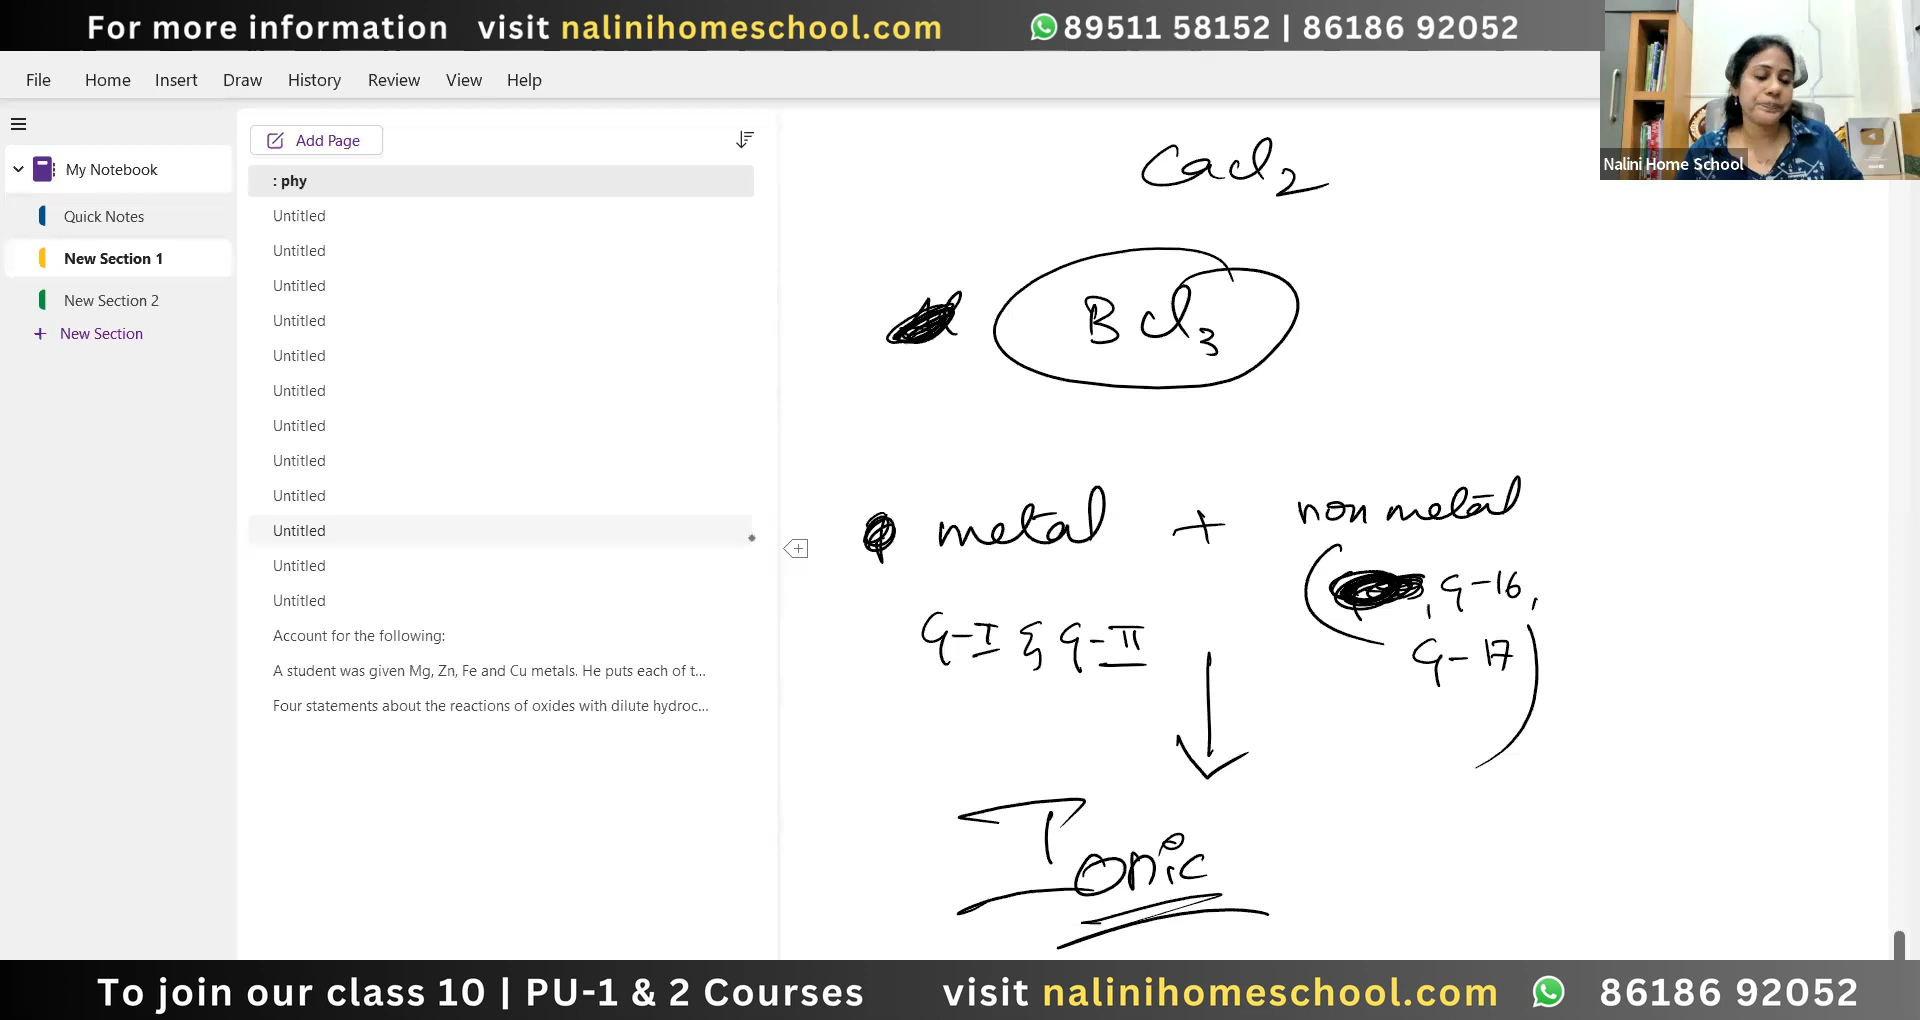 For more information visit nalinihomeschool.com 89511 58152 | 86186 92052
File Home Insert Draw History Review View Help
Nalini Home School
Add Page
My Notebook
Quick Notes
New Section 1
New Section 2
+ New Section
: phy
Untitled
Untitled
Untitled
Untitled
Untitled
Untitled
Untitled
Untitled
Untitled
Untitled
Untitled
Untitled
Account for the following:
A student was given Mg, Zn, Fe and Cu metals. He puts each of t...
Four statements about the reactions of oxides with dilute hydroc...
CaCl2
BCl3
metal + non metal
, G-16,
G-I & G-II
G-17
Ionic
To join our class 10 | PU-1 & 2 Courses visit nalinihomeschool.com 86186 92052